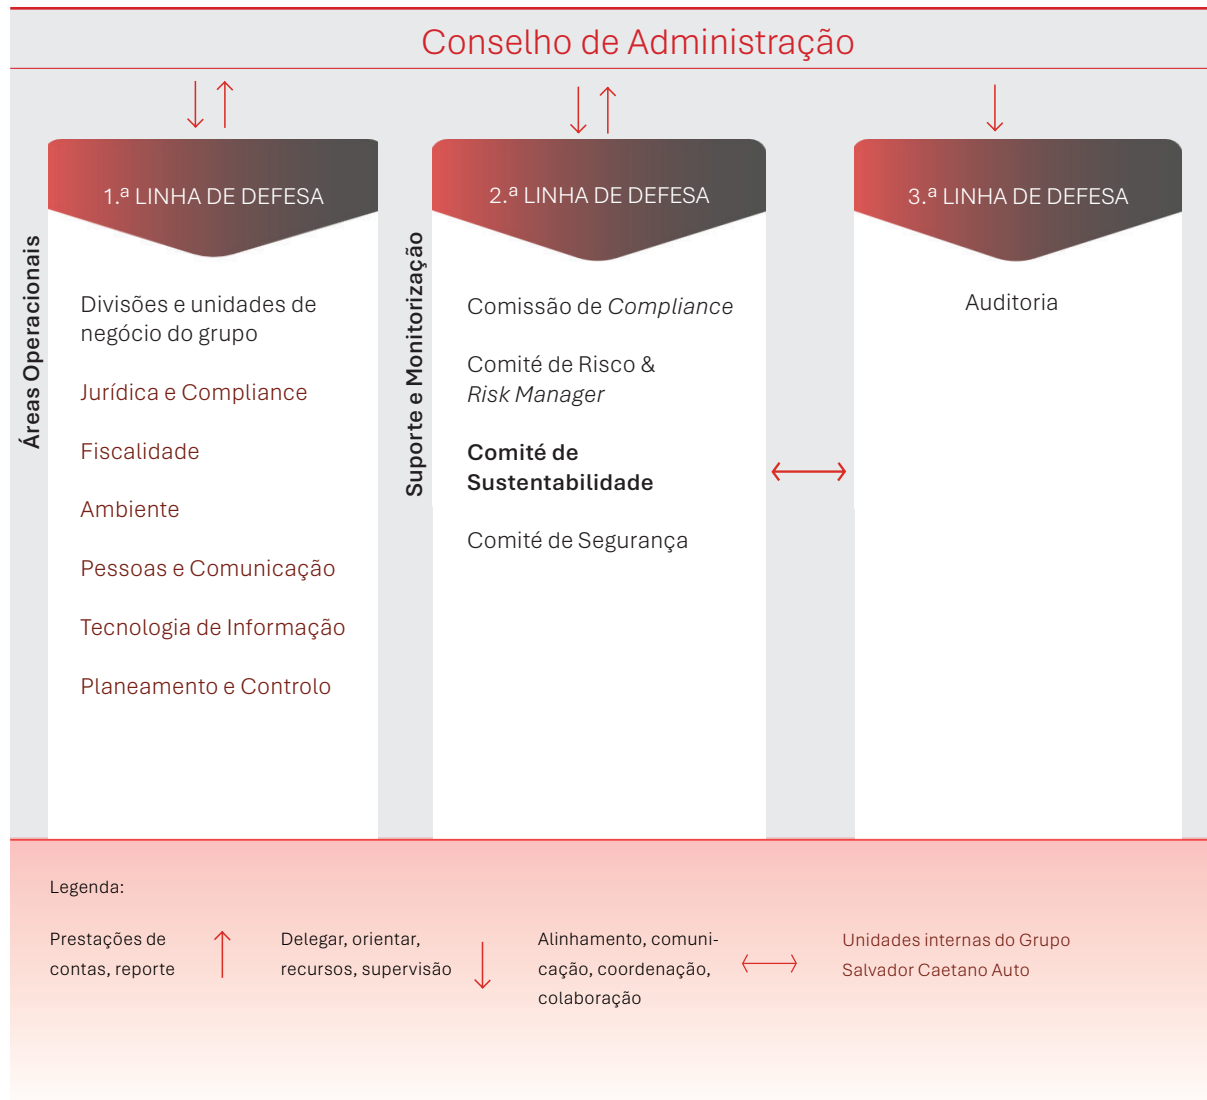 Conselho de Administração
Áreas Operacionais
1.ª LINHA DE DEFESA
Divisões e unidades de
negócio do grupo
Jurídica e Compliance
Fiscalidade
Ambiente
Pessoas e Comunicação
Tecnologia de Informação
Planeamento e Controlo
Suporte e Monitorização
2.ª LINHA DE DEFESA
Comissão de Compliance
Comité de Risco &
Risk Manager
Comité de
Sustentabilidade
Comité de Segurança
3.ª LINHA DE DEFESA
Auditoria
Legenda:
Prestações de
contas, reporte
Delegar, orientar,
recursos, supervisão
Alinhamento, comuni-
cação, coordenação,
colaboração
Unidades internas do Grupo
Salvador Caetano Auto